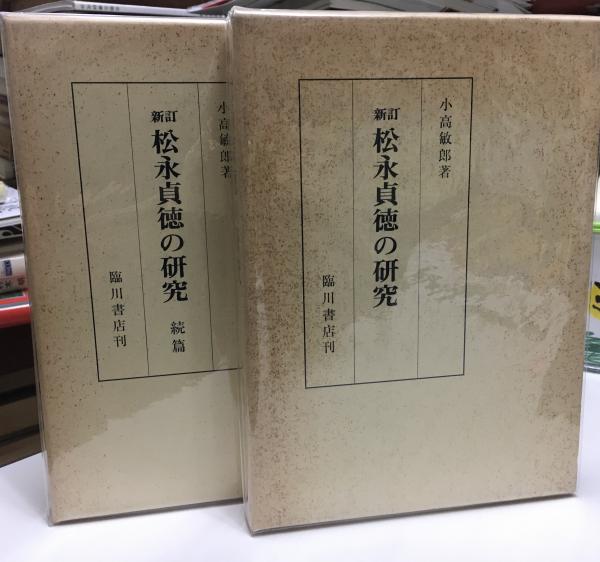 小高敏郎著
新訂 松永貞徳の研究
臨川書店刊
小高敏郎著
新訂 松永貞徳の研究 続篇
臨川書店刊